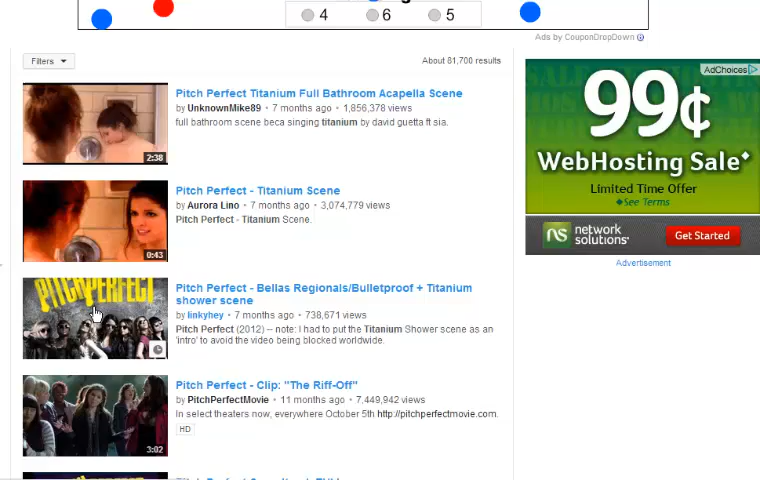 4 6 5
Ads by CouponDropDown
Filters
About 81,700 results
AdChoices
99¢
WebHosting Sale♦
Limited Time Offer
♦See Terms
ns network solutions Get Started
Advertisement
Pitch Perfect Titanium Full Bathroom Acapella Scene
by UnknownMike89 • 7 months ago • 1,856,378 views
full bathroom scene beca singing titanium by david guetta ft sia.
2:38
Pitch Perfect - Titanium Scene
by Aurora Lino • 7 months ago • 3,074,779 views
Pitch Perfect - Titanium Scene.
0:43
PITCH PERFECT
Pitch Perfect - Bellas Regionals/Bulletproof + Titanium
shower scene
by linkyhey • 7 months ago • 738,671 views
Pitch Perfect (2012) -- note: I had to put the Titanium Shower scene as an
'intro' to avoid the video being blocked worldwide.
Pitch Perfect - Clip: "The Riff-Off"
by PitchPerfectMovie • 11 months ago • 7,449,942 views
In select theaters now, everywhere October 5th http://pitchperfectmovie.com.
HD
3:02